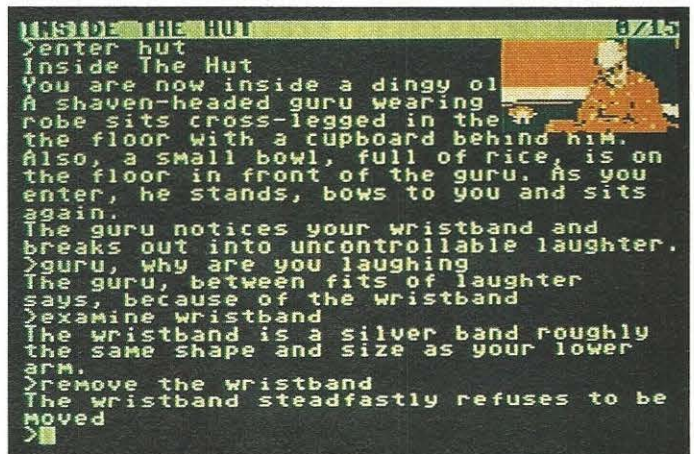 INSIDE THE HUT 0/15
>enter hut
Inside The Hut
You are now inside a dingy ol
A shaven-headed guru wearing
robe sits cross-legged in the
the floor with a cupboard behind him.
Also, a small bowl, full of rice, is on
the floor in front of the guru. As you
enter, he stands, bows to you and sits
again.
The guru notices your wristband and
breaks out into uncontrollable laughter.
>guru, why are you laughing
The guru, between fits of laughter
says, because of the wristband
>examine wristband
The wristband is a silver band roughly
the same shape and size as your lower
arm.
>remove the wristband
The wristband steadfastly refuses to be
moved
>